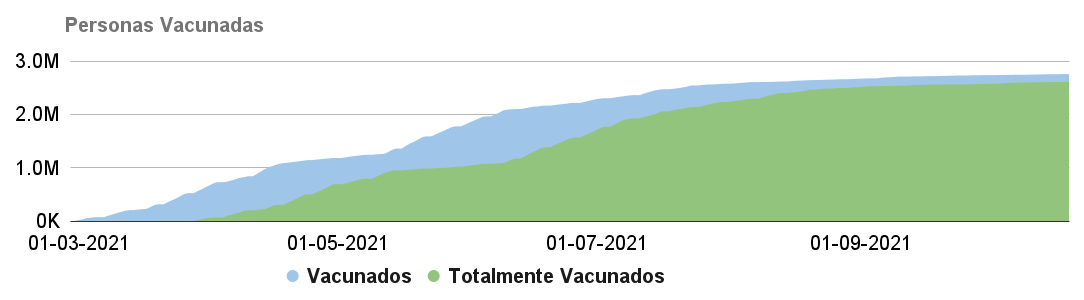 Personas Vacunadas
3.0M
2.0M
1.0M
0K
01-03-2021 01-05-2021 01-07-2021 01-09-2021
Vacunados Totalmente Vacunados